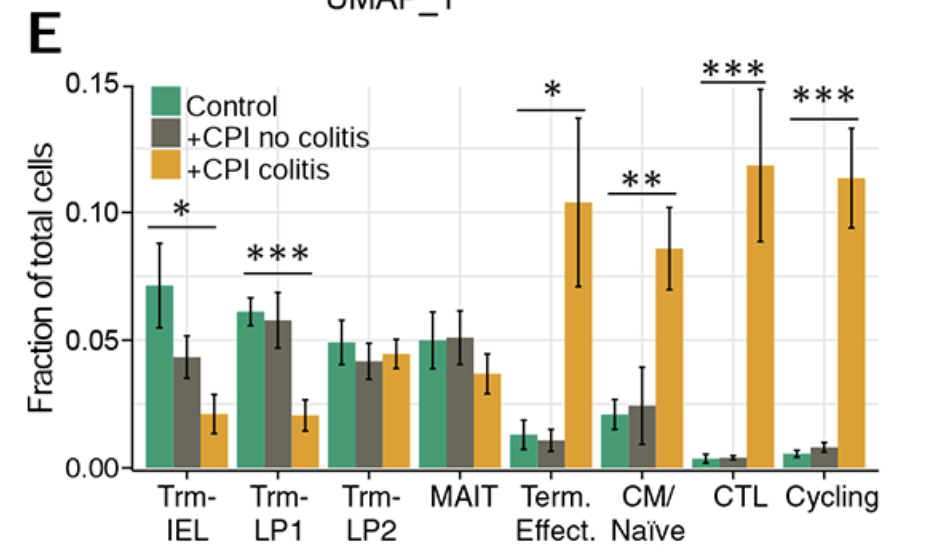 UMAP_1
E
0.15
0.10
0.05
0.00
Fraction of total cells
Control
+CPI no colitis
+CPI colitis
*
***
*
**
***
***
Trm-
IEL
Trm-
LP1
Trm-
LP2
MAIT
Term.
Effect.
CM/
Naïve
CTL
Cycling